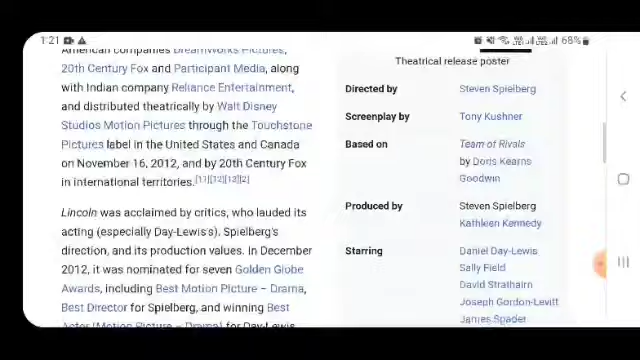 1:21
68%
American companies DreamWorks Pictures,
20th Century Fox and Participant Media, along
with Indian company Reliance Entertainment,
and distributed theatrically by Walt Disney
Studios Motion Pictures through the Touchstone
Pictures label in the United States and Canada
on November 16, 2012, and by 20th Century Fox
in international territories.[11][12][13][2]
Lincoln was acclaimed by critics, who lauded its
acting (especially Day-Lewis's), Spielberg's
direction, and its production values. In December
2012, it was nominated for seven Golden Globe
Awards, including Best Motion Picture – Drama,
Best Director for Spielberg, and winning Best
Actor (Motion Picture – Drama) for Day-Lewis
Theatrical release poster
Directed by Steven Spielberg
Screenplay by Tony Kushner
Based on Team of Rivals
by Doris Kearns
Goodwin
Produced by Steven Spielberg
Kathleen Kennedy
Starring Daniel Day-Lewis
Sally Field
David Strathairn
Joseph Gordon-Levitt
James Spader